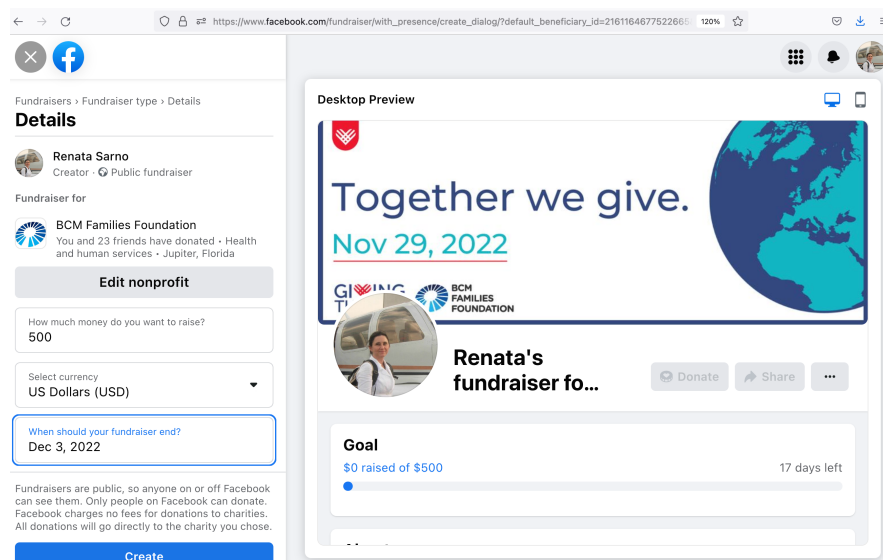 https://www.facebook.com/fundraiser/with_presence/create_dialog/?default_beneficiary_id=2161164677522665
120%
Fundraisers › Fundraiser type › Details
Details
Renata Sarno
Creator · Public fundraiser
Fundraiser for
BCM Families Foundation
You and 23 friends have donated • Health
and human services • Jupiter, Florida
Edit nonprofit
How much money do you want to raise?
500
Select currency
US Dollars (USD)
When should your fundraiser end?
Dec 3, 2022
Fundraisers are public, so anyone on or off Facebook
can see them. Only people on Facebook can donate.
Facebook charges no fees for donations to charities.
All donations will go directly to the charity you chose.
Create
Desktop Preview
Together we give.
Nov 29, 2022
BCM
FAMILIES
FOUNDATION
Renata's
fundraiser fo...
Donate
Share
Goal
$0 raised of $500
17 days left